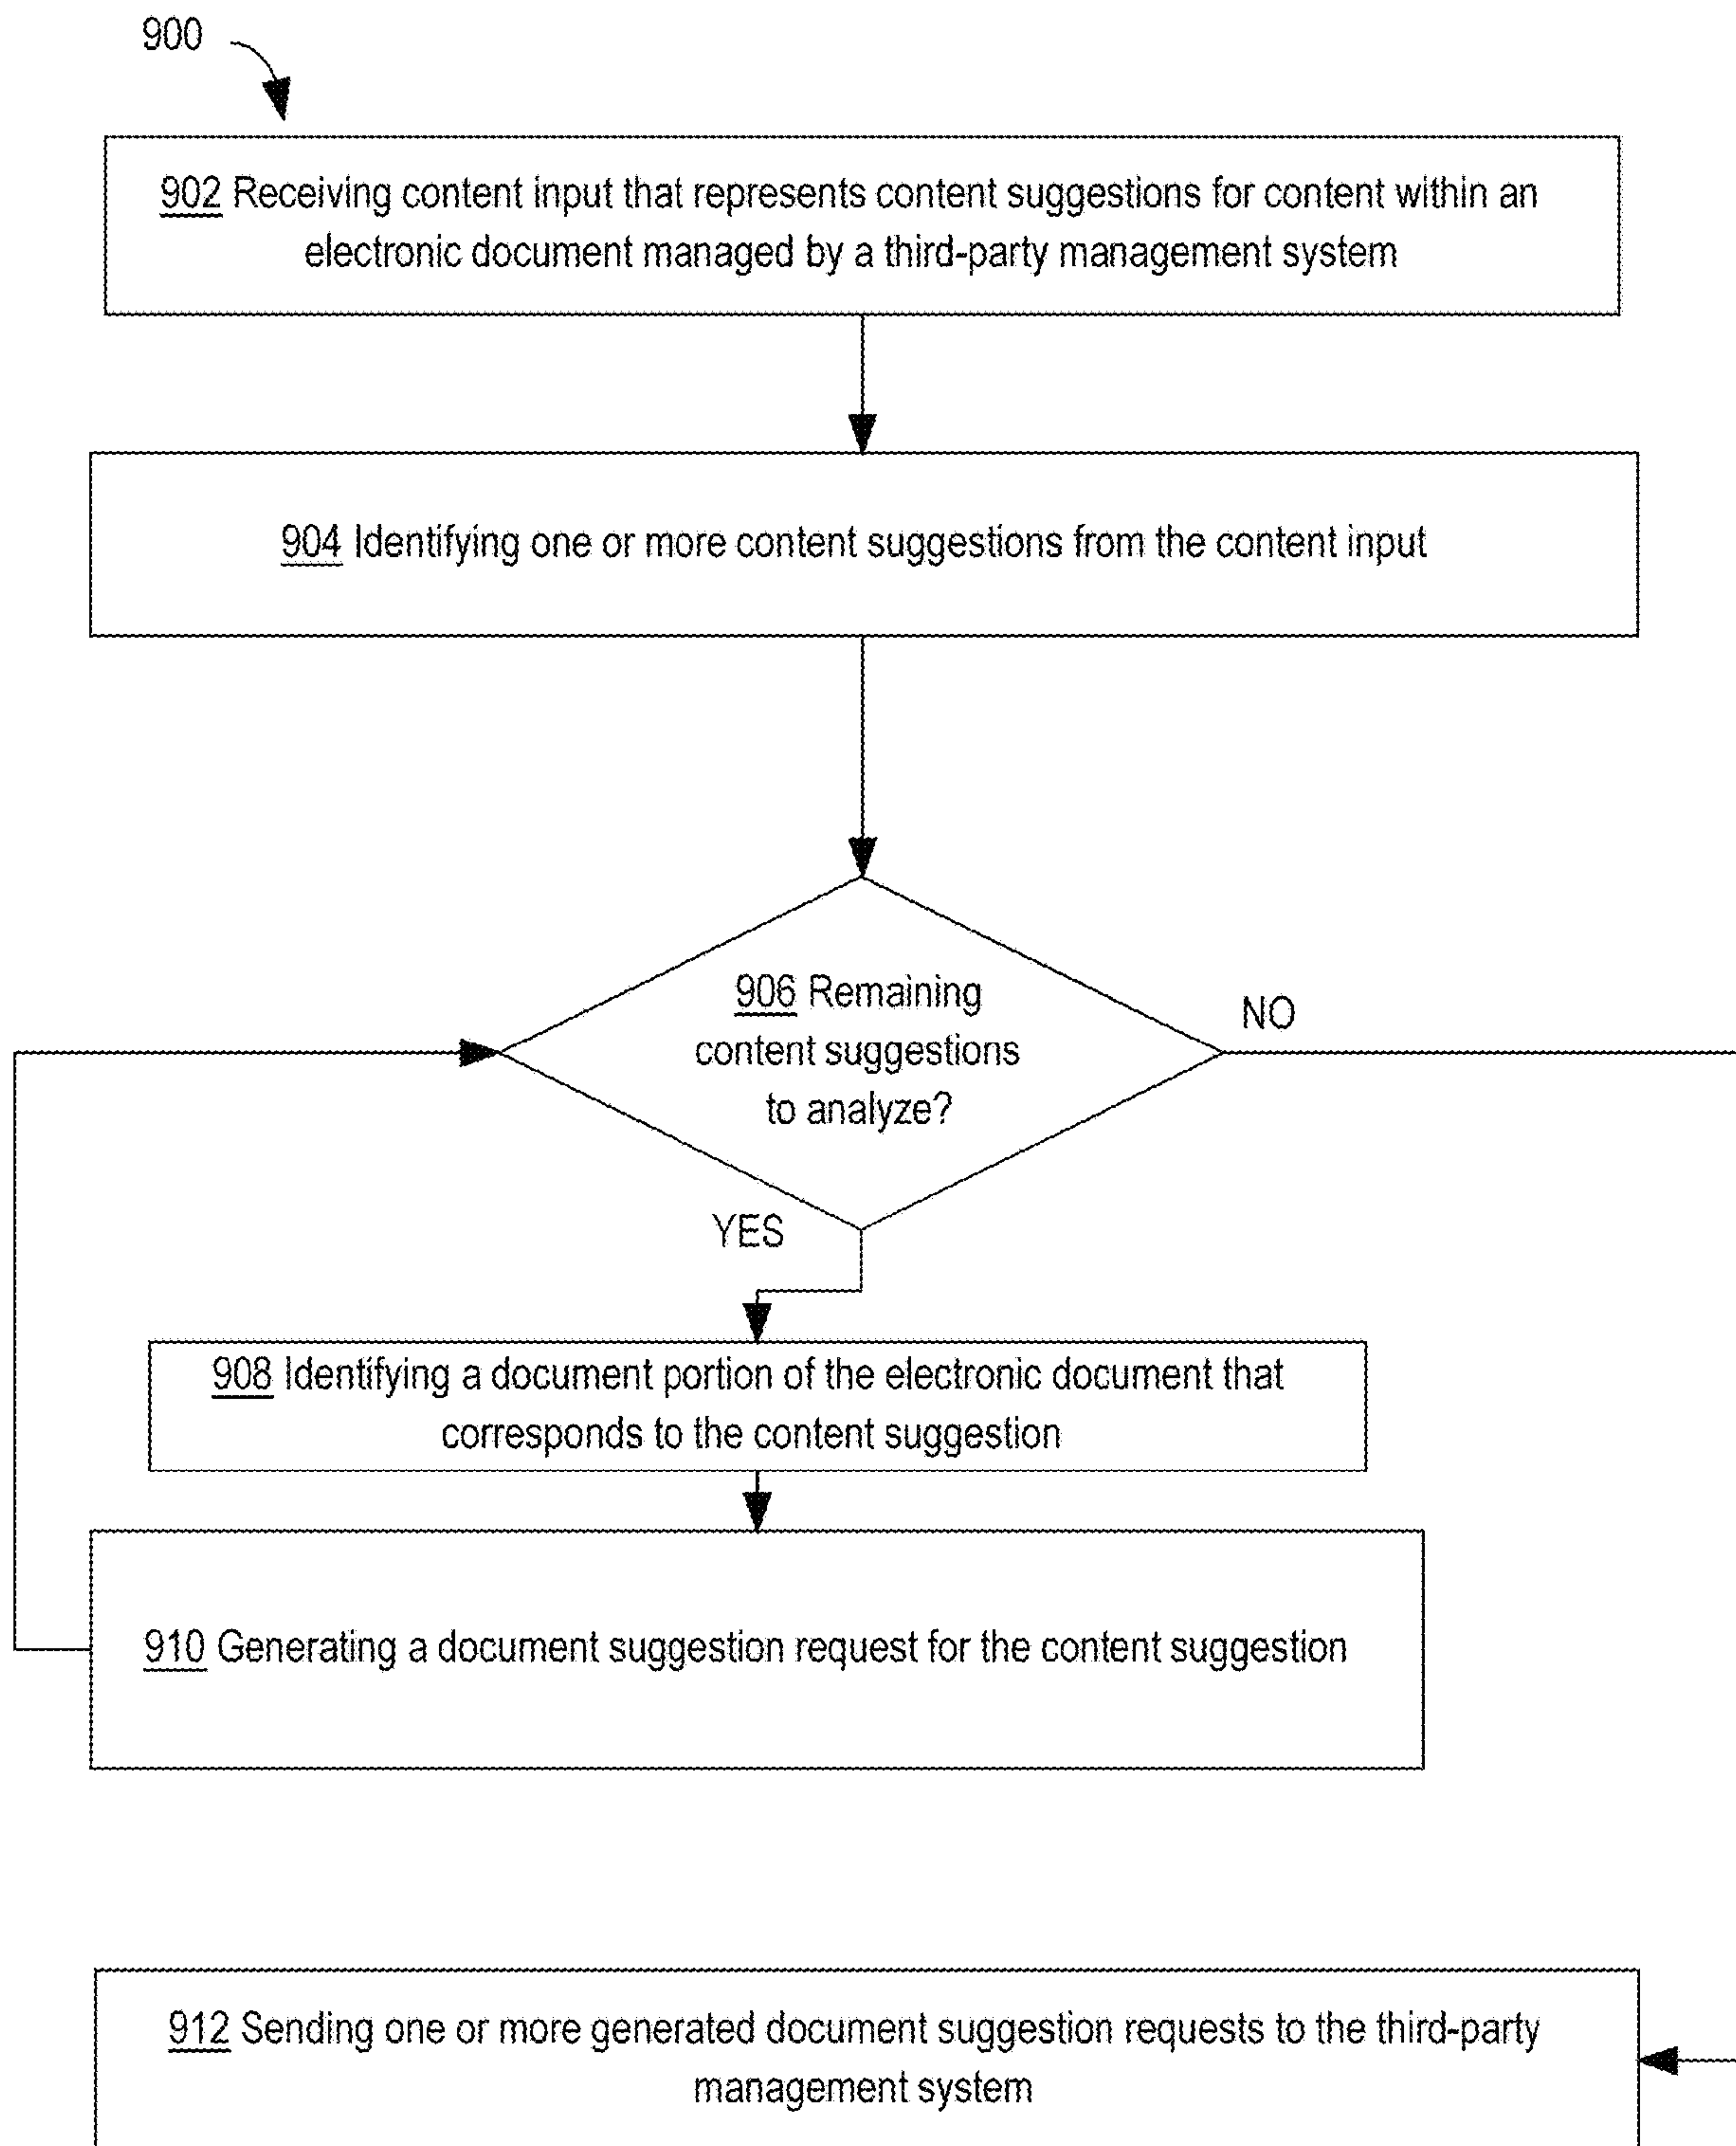 900
902 Receiving content input that represents content suggestions for content within an
electronic document managed by a third-party management system
904 Identifying one or more content suggestions from the content input
906 Remaining
content suggestions
to analyze?
NO
YES
908 Identifying a document portion of the electronic document that
corresponds to the content suggestion
910 Generating a document suggestion request for the content suggestion
912 Sending one or more generated document suggestion requests to the third-party
management system